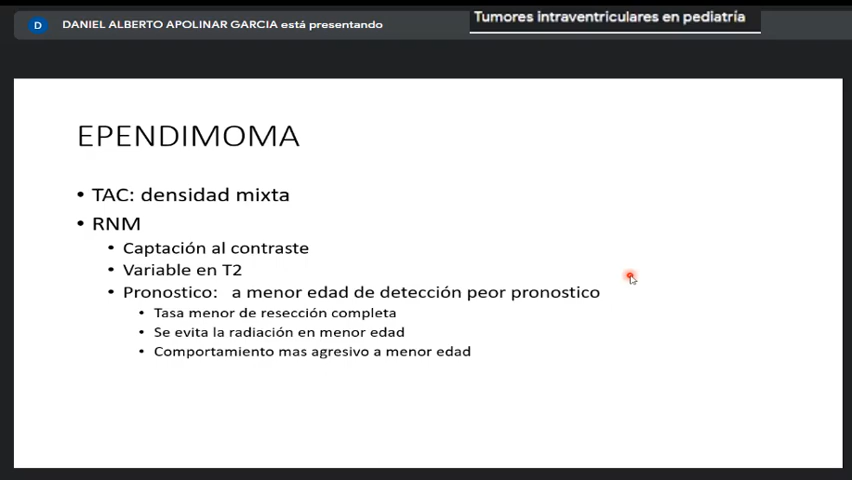 D
DANIEL ALBERTO APOLINAR GARCIA está presentando
Tumores intraventriculares en pediatría
EPENDIMOMA
• TAC: densidad mixta
• RNM
• Captación al contraste
• Variable en T2
• Pronostico: a menor edad de detección peor pronostico
• Tasa menor de resección completa
• Se evita la radiación en menor edad
• Comportamiento mas agresivo a menor edad